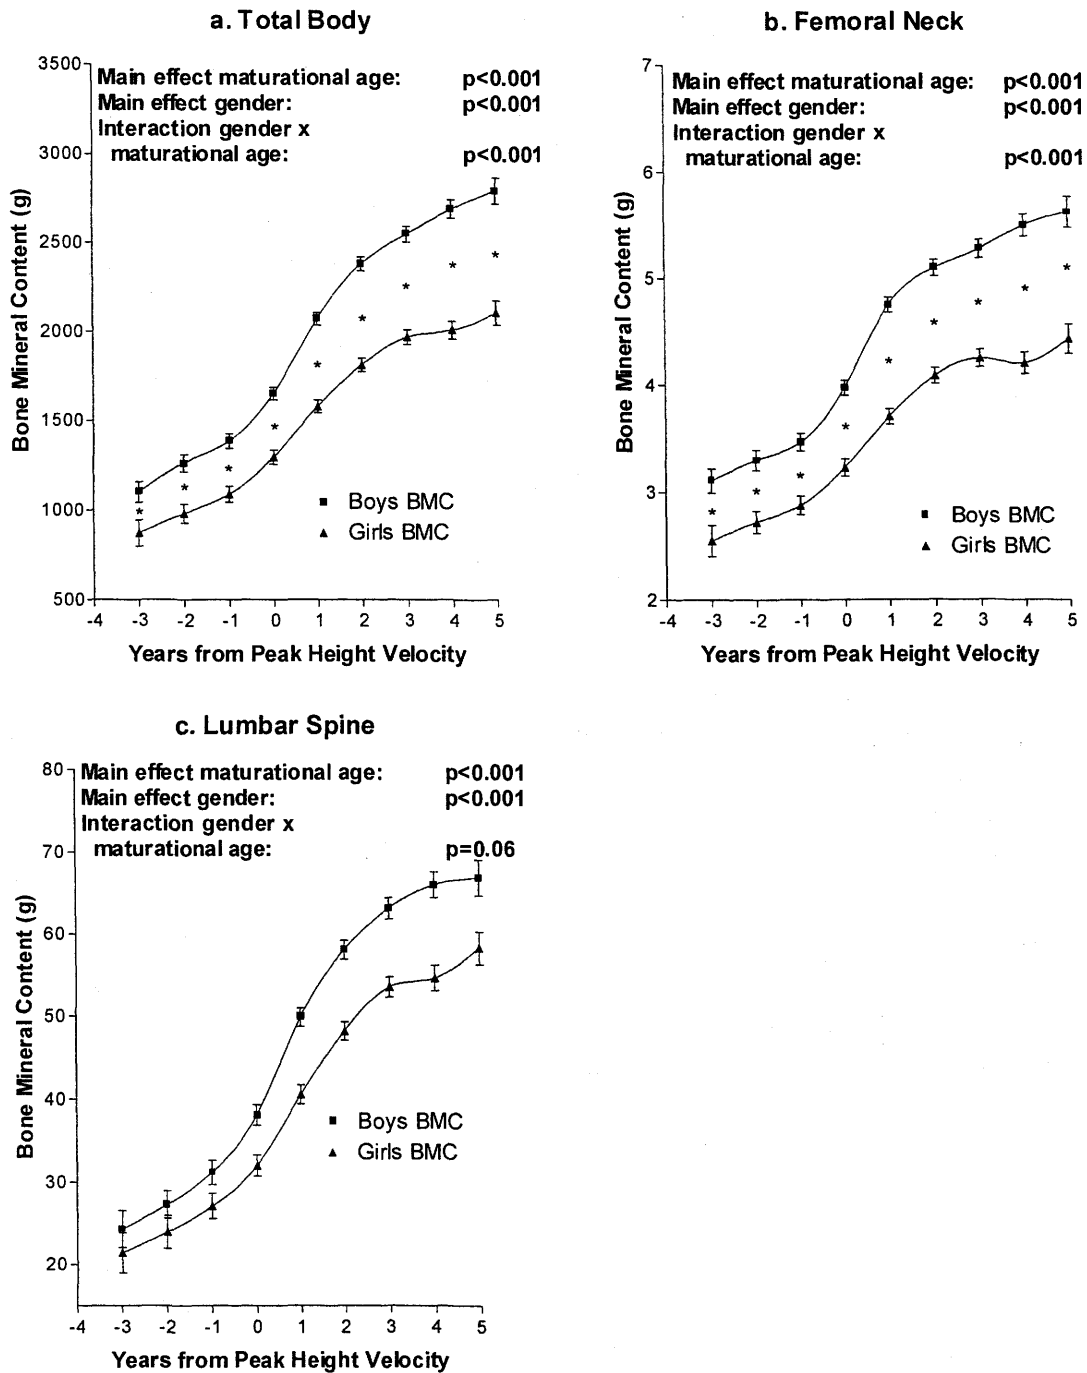 a. Total Body
3500
3000
2500
2000
1500
1000
500
Bone Mineral Content (g)
Main effect maturational age: p<0.001
Main effect gender: p<0.001
Interaction gender x
maturational age: p<0.001
* * * * * * * * *
Boys BMC
Girls BMC
-4 -3 -2 -1 0 1 2 3 4 5
Years from Peak Height Velocity
b. Femoral Neck
7
6
5
4
3
2
Bone Mineral Content (g)
Main effect maturational age: p<0.001
Main effect gender: p<0.001
Interaction gender x
maturational age: p<0.001
* * * * * * * * *
Boys BMC
Girls BMC
-4 -3 -2 -1 0 1 2 3 4 5
Years from Peak Height Velocity
c. Lumbar Spine
80
70
60
50
40
30
20
Bone Mineral Content (g)
Main effect maturational age: p<0.001
Main effect gender: p<0.001
Interaction gender x
maturational age: p=0.06
Boys BMC
Girls BMC
-4 -3 -2 -1 0 1 2 3 4 5
Years from Peak Height Velocity